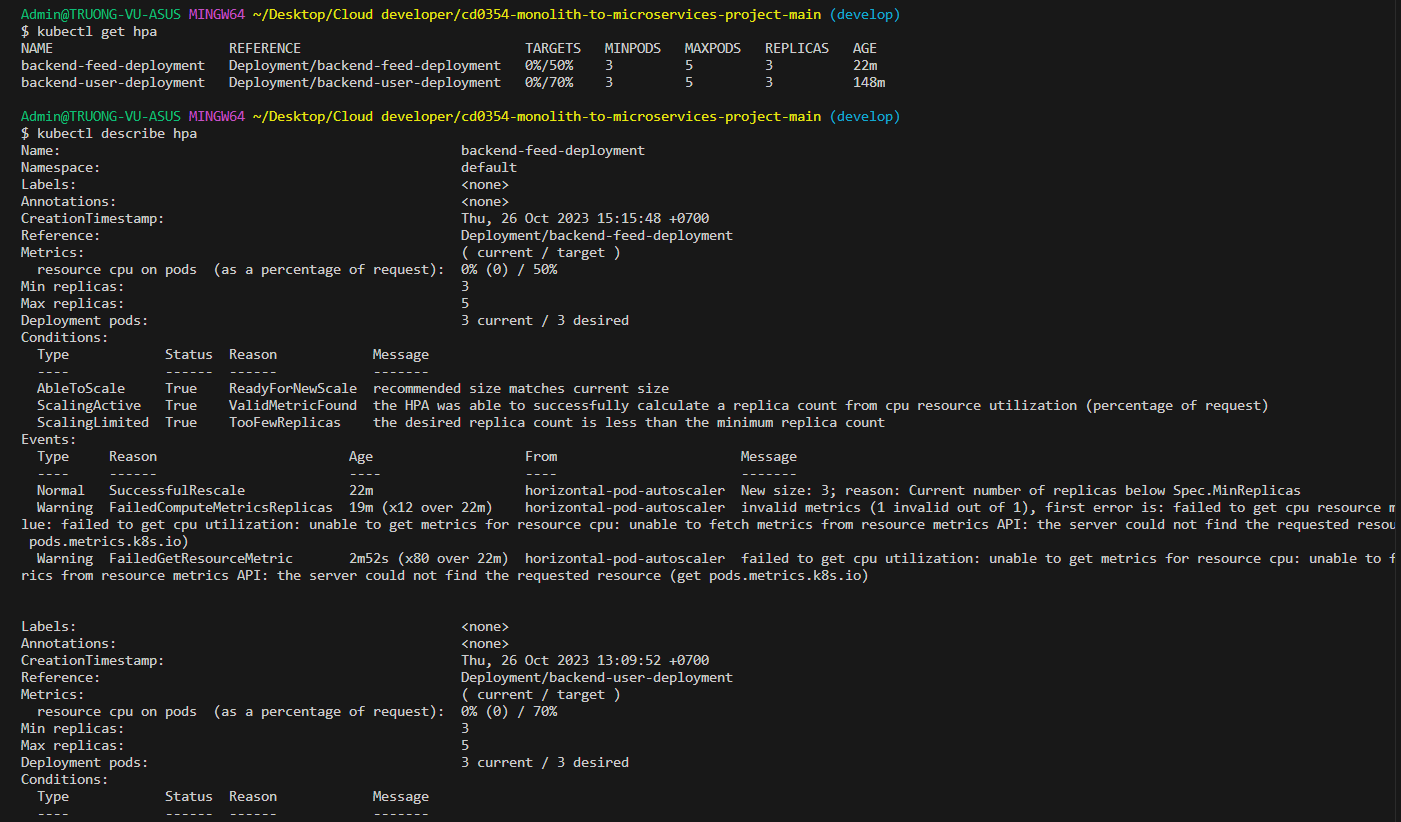 Admin@TRUONG-VU-ASUS MINGW64 ~/Desktop/Cloud developer/cd0354-monolith-to-microservices-project-main (develop)
$ kubectl get hpa
NAME REFERENCE TARGETS MINPODS MAXPODS REPLICAS AGE
backend-feed-deployment Deployment/backend-feed-deployment 0%/50% 3 5 3 22m
backend-user-deployment Deployment/backend-user-deployment 0%/70% 3 5 3 148m
Admin@TRUONG-VU-ASUS MINGW64 ~/Desktop/Cloud developer/cd0354-monolith-to-microservices-project-main (develop)
$ kubectl describe hpa
Name: backend-feed-deployment
Namespace: default
Labels: <none>
Annotations: <none>
CreationTimestamp: Thu, 26 Oct 2023 15:15:48 +0700
Reference: Deployment/backend-feed-deployment
Metrics: ( current / target )
resource cpu on pods (as a percentage of request): 0% (0) / 50%
Min replicas: 3
Max replicas: 5
Deployment pods: 3 current / 3 desired
Conditions:
Type Status Reason Message
---- ------ ------ -------
AbleToScale True ReadyForNewScale recommended size matches current size
ScalingActive True ValidMetricFound the HPA was able to successfully calculate a replica count from cpu resource utilization (percentage of request)
ScalingLimited True TooFewReplicas the desired replica count is less than the minimum replica count
Events:
Type Reason Age From Message
---- ------ ---- ---- -------
Normal SuccessfulRescale 22m horizontal-pod-autoscaler New size: 3; reason: Current number of replicas below Spec.MinReplicas
Warning FailedComputeMetricsReplicas 19m (x12 over 22m) horizontal-pod-autoscaler invalid metrics (1 invalid out of 1), first error is: failed to get cpu resource m
lue: failed to get cpu utilization: unable to get metrics for resource cpu: unable to fetch metrics from resource metrics API: the server could not find the requested resou
pods.metrics.k8s.io)
Warning FailedGetResourceMetric 2m52s (x80 over 22m) horizontal-pod-autoscaler failed to get cpu utilization: unable to get metrics for resource cpu: unable to f
rics from resource metrics API: the server could not find the requested resource (get pods.metrics.k8s.io)
Labels: <none>
Annotations: <none>
CreationTimestamp: Thu, 26 Oct 2023 13:09:52 +0700
Reference: Deployment/backend-user-deployment
Metrics: ( current / target )
resource cpu on pods (as a percentage of request): 0% (0) / 70%
Min replicas: 3
Max replicas: 5
Deployment pods: 3 current / 3 desired
Conditions:
Type Status Reason Message
---- ------ ------ -------